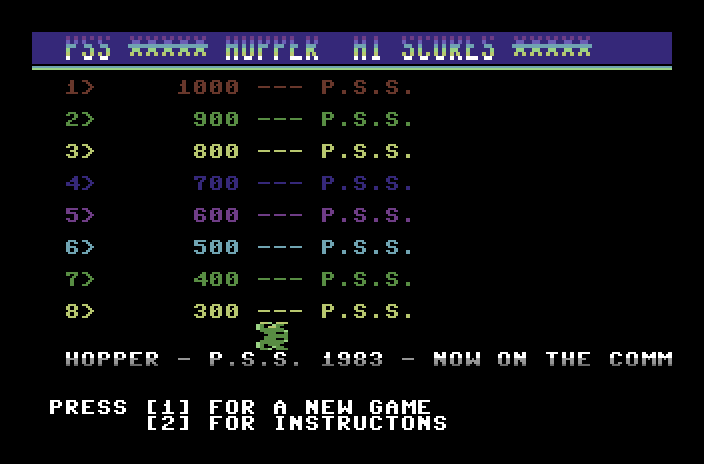 PSS ***** HOPPER HI SCORES *****
1> 1000 --- P.S.S.
2> 900 --- P.S.S.
3> 800 --- P.S.S.
4> 700 --- P.S.S.
5> 600 --- P.S.S.
6> 500 --- P.S.S.
7> 400 --- P.S.S.
8> 300 --- P.S.S.
HOPPER - P.S.S. 1983 - NOW ON THE COMM
PRESS [1] FOR A NEW GAME
[2] FOR INSTRUCTONS